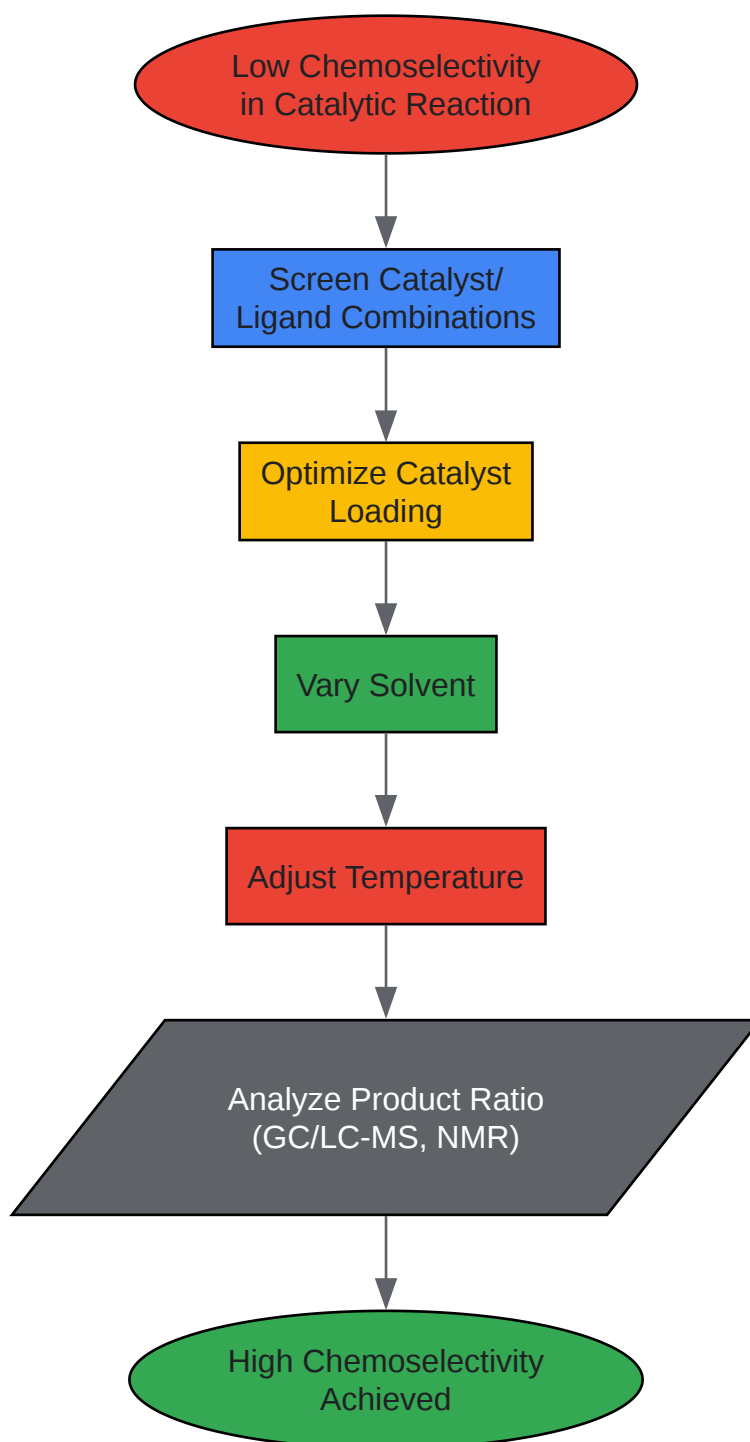 Low Chemoselectivity
in Catalytic Reaction
Screen Catalyst/
Ligand Combinations
Optimize Catalyst
Loading
Vary Solvent
Adjust Temperature
Analyze Product Ratio
(GC/LC-MS, NMR)
High Chemoselectivity
Achieved